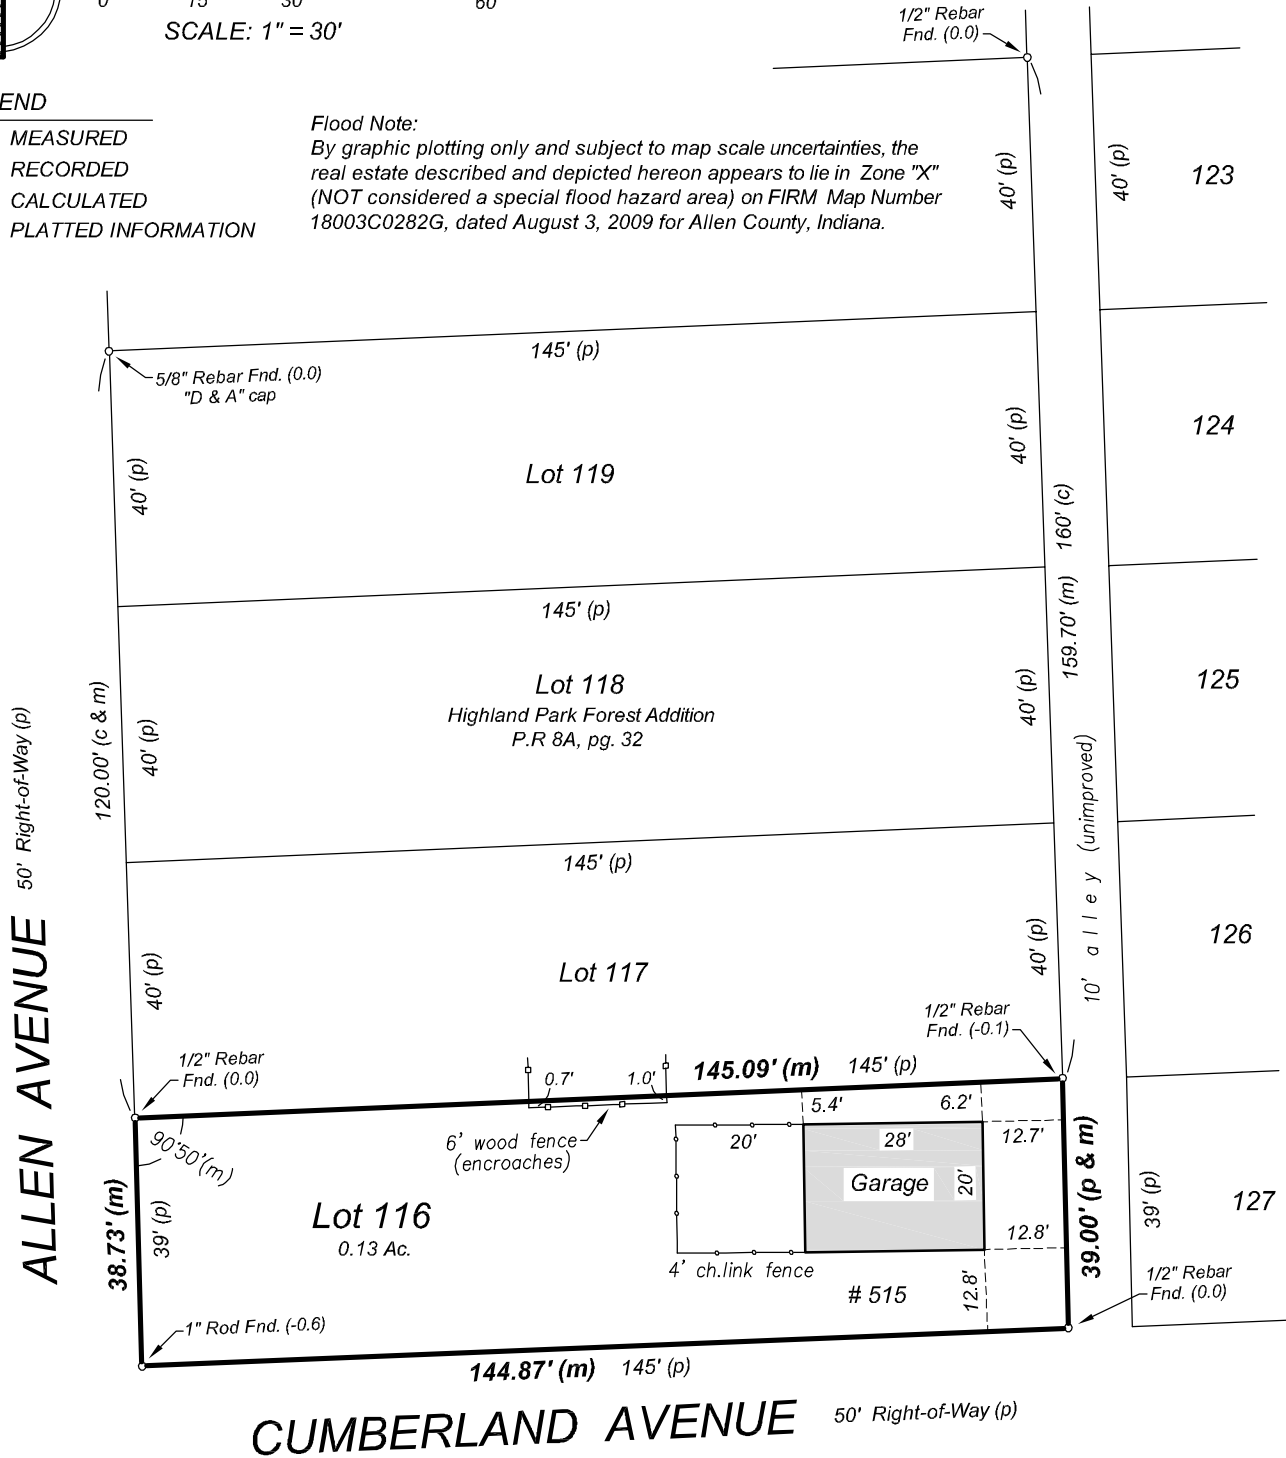 0 15 30 60
SCALE: 1" = 30'
1/2" Rebar
Fnd. (0.0)
END
MEASURED
RECORDED
CALCULATED
PLATTED INFORMATION
Flood Note:
By graphic plotting only and subject to map scale uncertainties, the
real estate described and depicted hereon appears to lie in Zone "X"
(NOT considered a special flood hazard area) on FIRM Map Number
18003C0282G, dated August 3, 2009 for Allen County, Indiana.
40' (p)
40' (p)
123
145' (p)
5/8" Rebar Fnd. (0.0)
"D & A" cap
40' (p)
Lot 119
40' (p)
124
160' (c)
159.70' (m)
145' (p)
Lot 118
Highland Park Forest Addition
P.R 8A, pg. 32
40' (p)
40' (p)
125
120.00' (c & m)
50' Right-of-Way (p)
ALLEN AVENUE
10' alley (unimproved)
145' (p)
40' (p)
Lot 117
40' (p)
126
1/2" Rebar
Fnd. (-0.1)
1/2" Rebar
Fnd. (0.0)
0.7'
1.0'
145.09' (m) 145' (p)
5.4'
6.2'
90°50'(m)
6' wood fence
(encroaches)
20'
28'
12.7'
Garage
20'
39.00' (p & m)
38.73' (m)
39' (p)
Lot 116
0.13 Ac.
12.8'
4' ch.link fence
# 515
12.8'
39' (p)
127
1/2" Rebar
Fnd. (0.0)
1" Rod Fnd. (-0.6)
144.87' (m) 145' (p)
CUMBERLAND AVENUE 50' Right-of-Way (p)